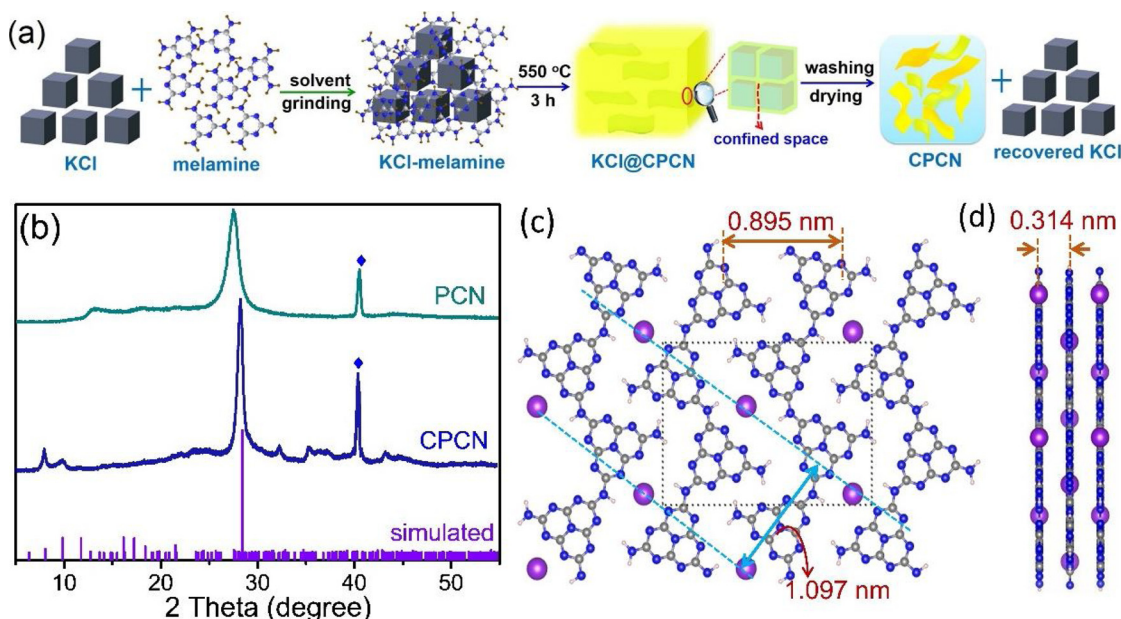 (a)
KCl
melamine
solvent
grinding
KCl-melamine
550 °C
3 h
KCl@CPCN
confined space
washing
drying
CPCN
recovered KCl
(b)
PCN
CPCN
simulated
10 20 30 40 50
2 Theta (degree)
(c)
0.895 nm
1.097 nm
(d)
0.314 nm